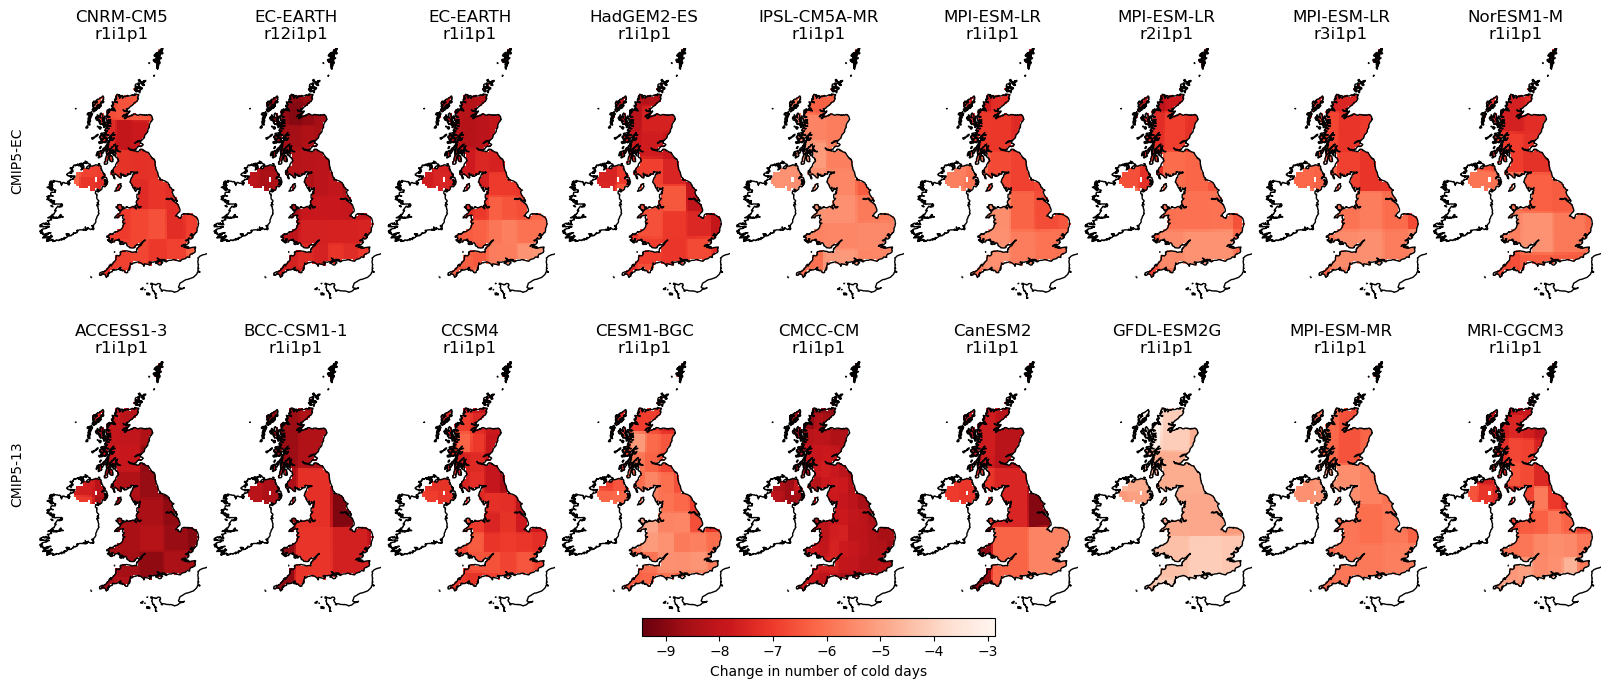 CNRM-CM5
r1i1p1
EC-EARTH
r12i1p1
EC-EARTH
r1i1p1
HadGEM2-ES
r1i1p1
IPSL-CM5A-MR
r1i1p1
MPI-ESM-LR
r1i1p1
MPI-ESM-LR
r2i1p1
MPI-ESM-LR
r3i1p1
NorESM1-M
r1i1p1
CMIP5-EC
ACCESS1-3
r1i1p1
BCC-CSM1-1
r1i1p1
CCSM4
r1i1p1
CESM1-BGC
r1i1p1
CMCC-CM
r1i1p1
CanESM2
r1i1p1
GFDL-ESM2G
r1i1p1
MPI-ESM-MR
r1i1p1
MRI-CGCM3
r1i1p1
CMIP5-13
−9 −8 −7 −6 −5 −4 −3
Change in number of cold days